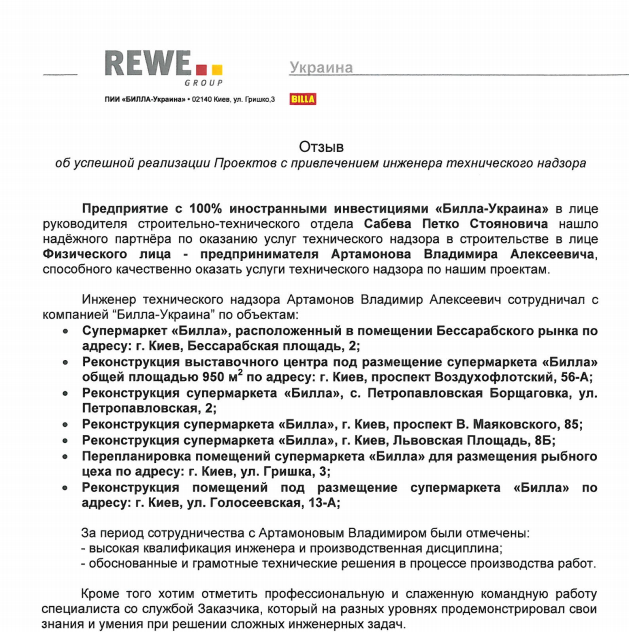 REWE
GROUP
Украина
ПИИ «БИЛЛА-Украина» • 02140 Киев, ул. Гришко,3 BILLA
Отзыв
об успешной реализации Проектов с привлечением инженера технического надзора
Предприятие с 100% иностранными инвестициями «Билла-Украина» в лице
руководителя строительно-технического отдела Сабева Петко Стояновича нашло
надёжного партнёра по оказанию услуг технического надзора в строительстве в лице
Физического лица - предпринимателя Артамонова Владимира Алексеевича,
способного качественно оказать услуги технического надзора по нашим проектам.
Инженер технического надзора Артамонов Владимир Алексеевич сотрудничал с
компанией “Билла-Украина” по объектам:
• Супермаркет «Билла», расположенный в помещении Бессарабского рынка по
адресу: г. Киев, Бессарабская площадь, 2;
• Реконструкция выставочного центра под размещение супермаркета «Билла»
общей площадью 950 м² по адресу: г. Киев, проспект Воздухофлотский, 56-А;
• Реконструкция супермаркета «Билла», с. Петропавловская Борщаговка, ул.
Петропавловская, 2;
• Реконструкция супермаркета «Билла», г. Киев, проспект В. Маяковского, 85;
• Реконструкция супермаркета «Билла», г. Киев, Львовская Площадь, 8Б;
• Перепланировка помещений супермаркета «Билла» для размещения рыбного
цеха по адресу: г. Киев, ул. Гришка, 3;
• Реконструкция помещений под размещение супермаркета «Билла» по
адресу: г. Киев, ул. Голосеевская, 13-А;
За период сотрудничества с Артамоновым Владимиром были отмечены:
- высокая квалификация инженера и производственная дисциплина;
- обоснованные и грамотные технические решения в процессе производства работ.
Кроме того хотим отметить профессиональную и слаженную командную работу
специалиста со службой Заказчика, который на разных уровнях продемонстрировал свои
знания и умения при решении сложных инженерных задач.